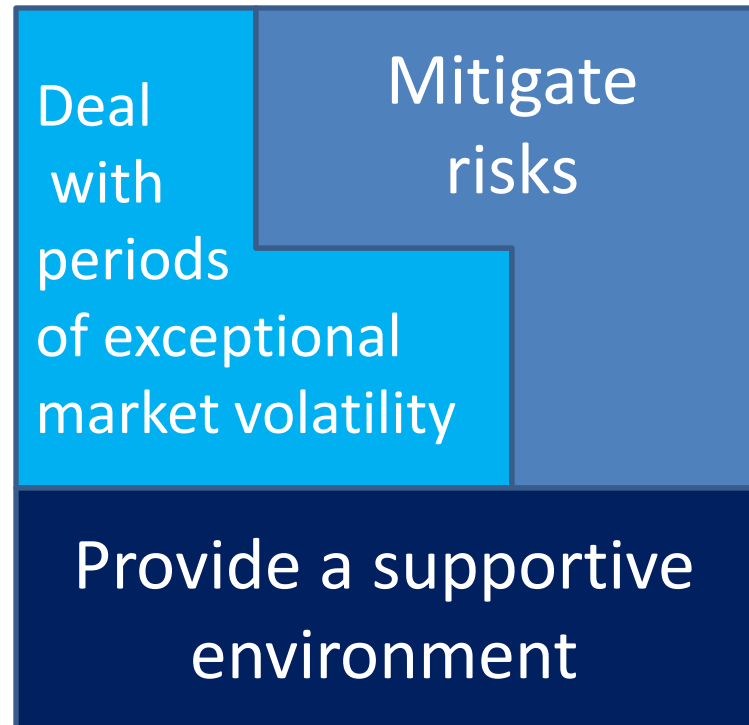 Deal
with
periods
of exceptional
market volatility
Mitigate
risks
Provide a supportive
environment